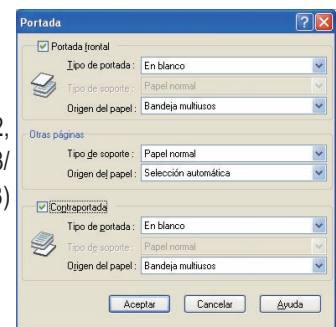 Portada
Portada frontal
Tipo de portada : En blanco
Tipo de soporte : Papel normal
Origen del papel : Bandeja multiusos
2,
Otras páginas
3/
Tipo de soporte : Papel normal
Origen del papel : Selección automática
)
Contraportada
Tipo de portada : En blanco
Tipo de soporte : Papel normal
Origen del papel : Bandeja multiusos
Aceptar Cancelar Ayuda